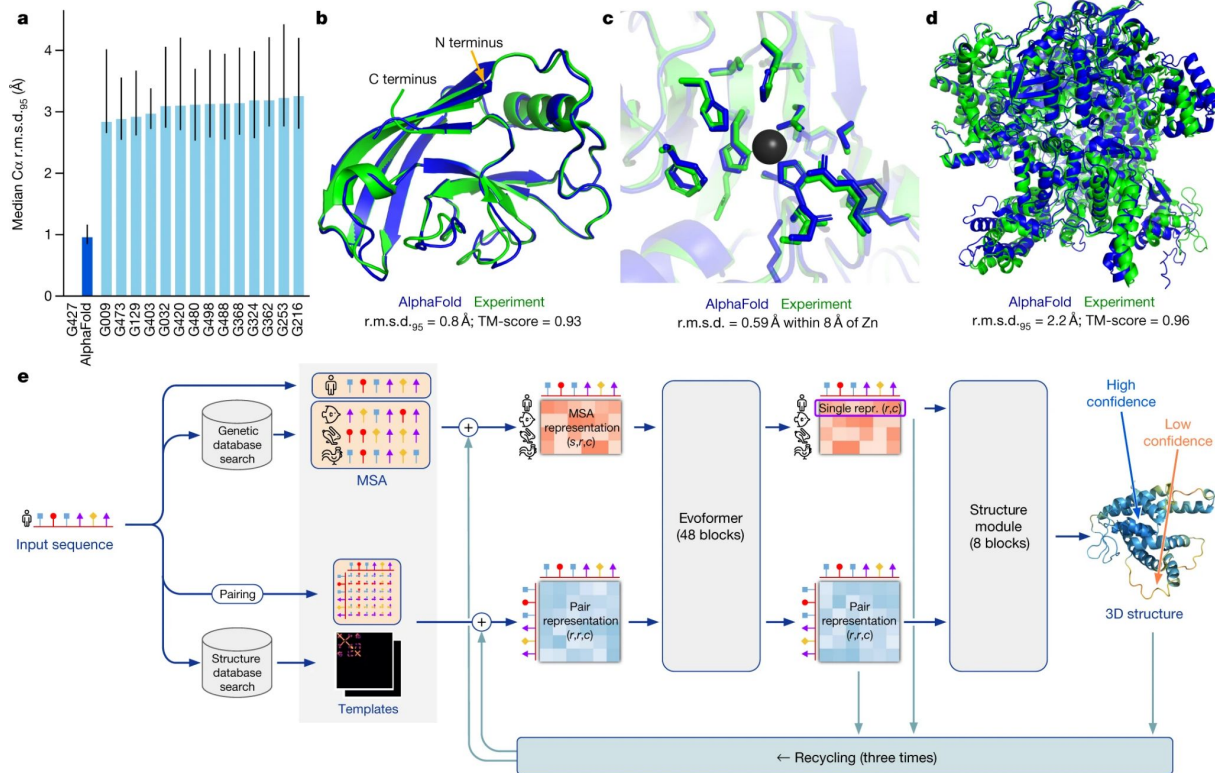 a
Median Cα r.m.s.d.95 (Å)
4
3
2
1
0
G427
AlphaFold
G009
G473
G129
G403
G032
G420
G480
G498
G488
G368
G324
G362
G253
G216
b
N terminus
C terminus
AlphaFold Experiment
r.m.s.d.95 = 0.8 Å; TM-score = 0.93
c
AlphaFold Experiment
r.m.s.d. = 0.59 Å within 8 Å of Zn
d
AlphaFold Experiment
r.m.s.d.95 = 2.2 Å; TM-score = 0.96
e
Input sequence
Genetic
database
search
Pairing
Structure
database
search
MSA
Templates
+
+
MSA
representation
(s,r,c)
Pair
representation
(r,r,c)
Evoformer
(48 blocks)
Single repr. (r,c)
Pair
representation
(r,r,c)
Structure
module
(8 blocks)
High
confidence
Low
confidence
3D structure
← Recycling (three times)